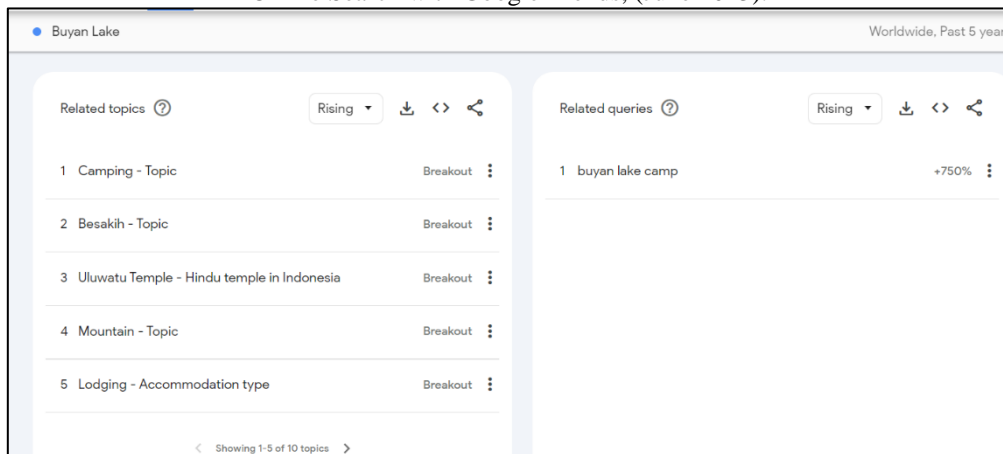 Buyan Lake Worldwide, Past 5 year
Related topics
Rising
1 Camping - Topic Breakout
2 Besakih - Topic Breakout
3 Uluwatu Temple - Hindu temple in Indonesia Breakout
4 Mountain - Topic Breakout
5 Lodging - Accommodation type Breakout
Showing 1-5 of 10 topics
Related queries
Rising
1 buyan lake camp +750%